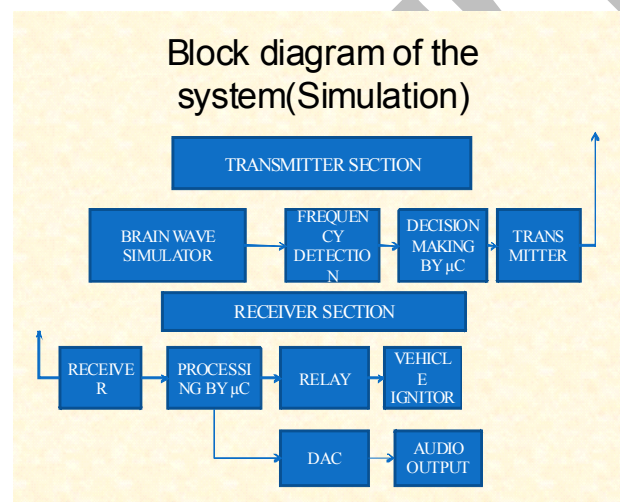 Block diagram of the
system(Simulation)
TRANSMITTER SECTION
BRAIN WAVE
SIMULATOR
FREQUEN
CY
DETECTIO
N
DECISION
MAKING
BY µC
TRANS
MITTER
RECEIVER SECTION
RECEIVE
R
PROCESSI
NG BY µC
RELAY
VEHICL
E
IGNITOR
DAC
AUDIO
OUTPUT